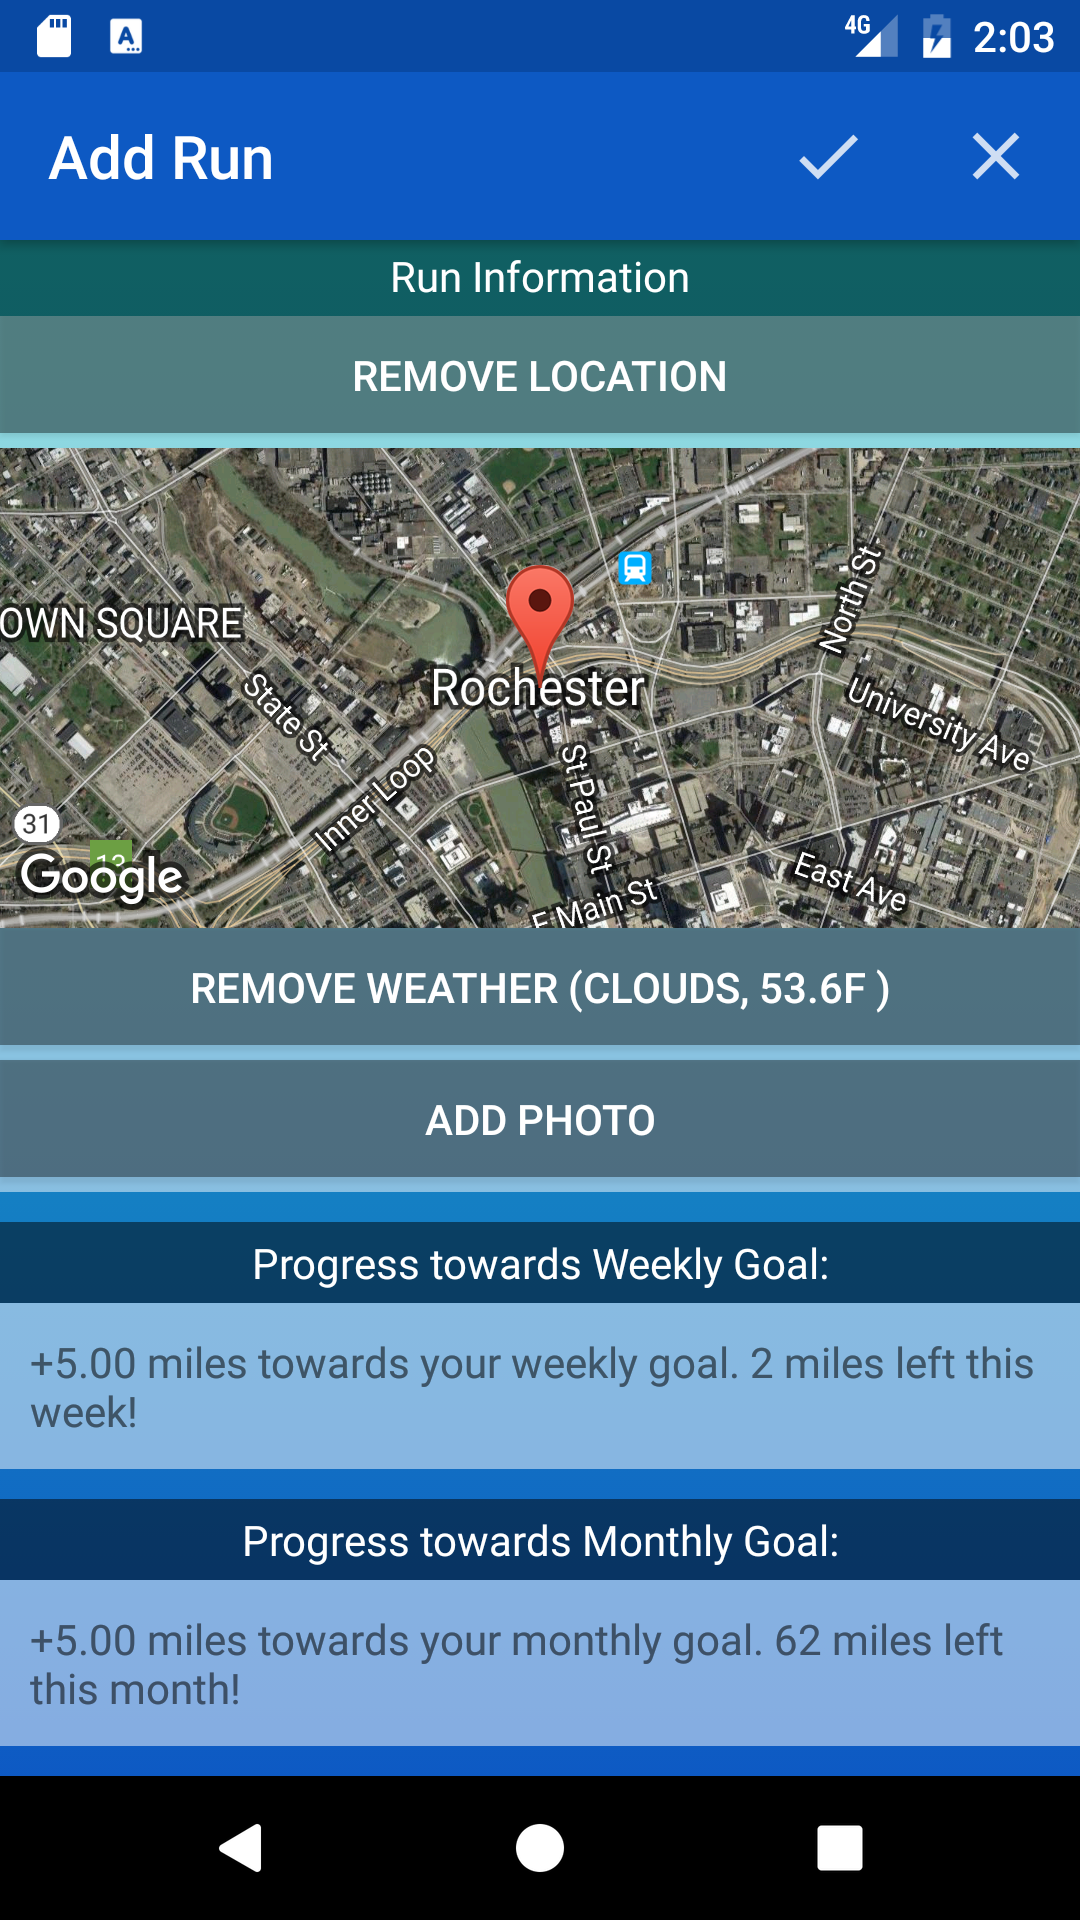 4G 2:03
Add Run
Run Information
REMOVE LOCATION
OWN SQUARE
North St
Rochester
State St
University Ave
Inner Loop
St Paul St
31
13
Google
East Ave
E Main St
REMOVE WEATHER (CLOUDS, 53.6F )
ADD PHOTO
Progress towards Weekly Goal:
+5.00 miles towards your weekly goal. 2 miles left this
week!
Progress towards Monthly Goal:
+5.00 miles towards your monthly goal. 62 miles left
this month!